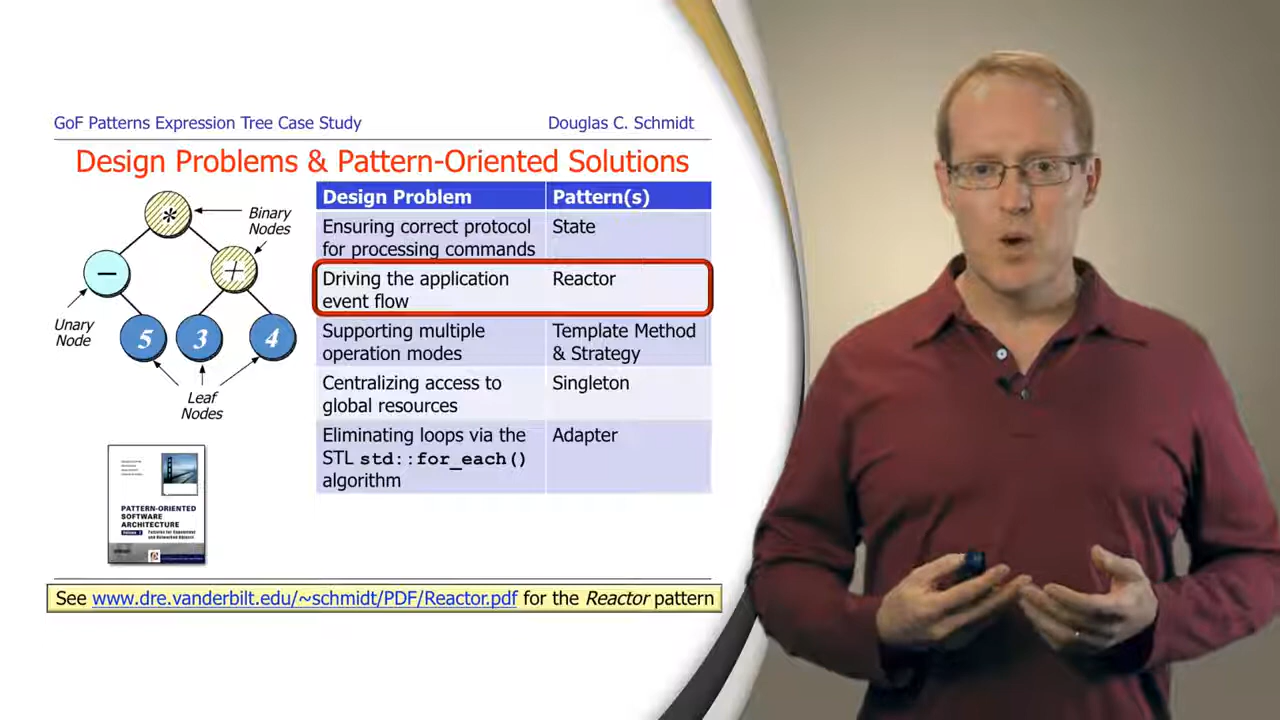 GoF Patterns Expression Tree Case Study Douglas C. Schmidt
Design Problems & Pattern-Oriented Solutions
*
Binary
Nodes
−
+
Unary
Node
5 3 4
Leaf
Nodes
Design Problem Pattern(s)
Ensuring correct protocol State
for processing commands
Driving the application Reactor
event flow
Supporting multiple Template Method
operation modes & Strategy
Centralizing access to Singleton
global resources
Eliminating loops via the Adapter
STL std::for_each()
algorithm
PATTERN-ORIENTED
SOFTWARE
ARCHITECTURE
See www.dre.vanderbilt.edu/~schmidt/PDF/Reactor.pdf for the Reactor pattern